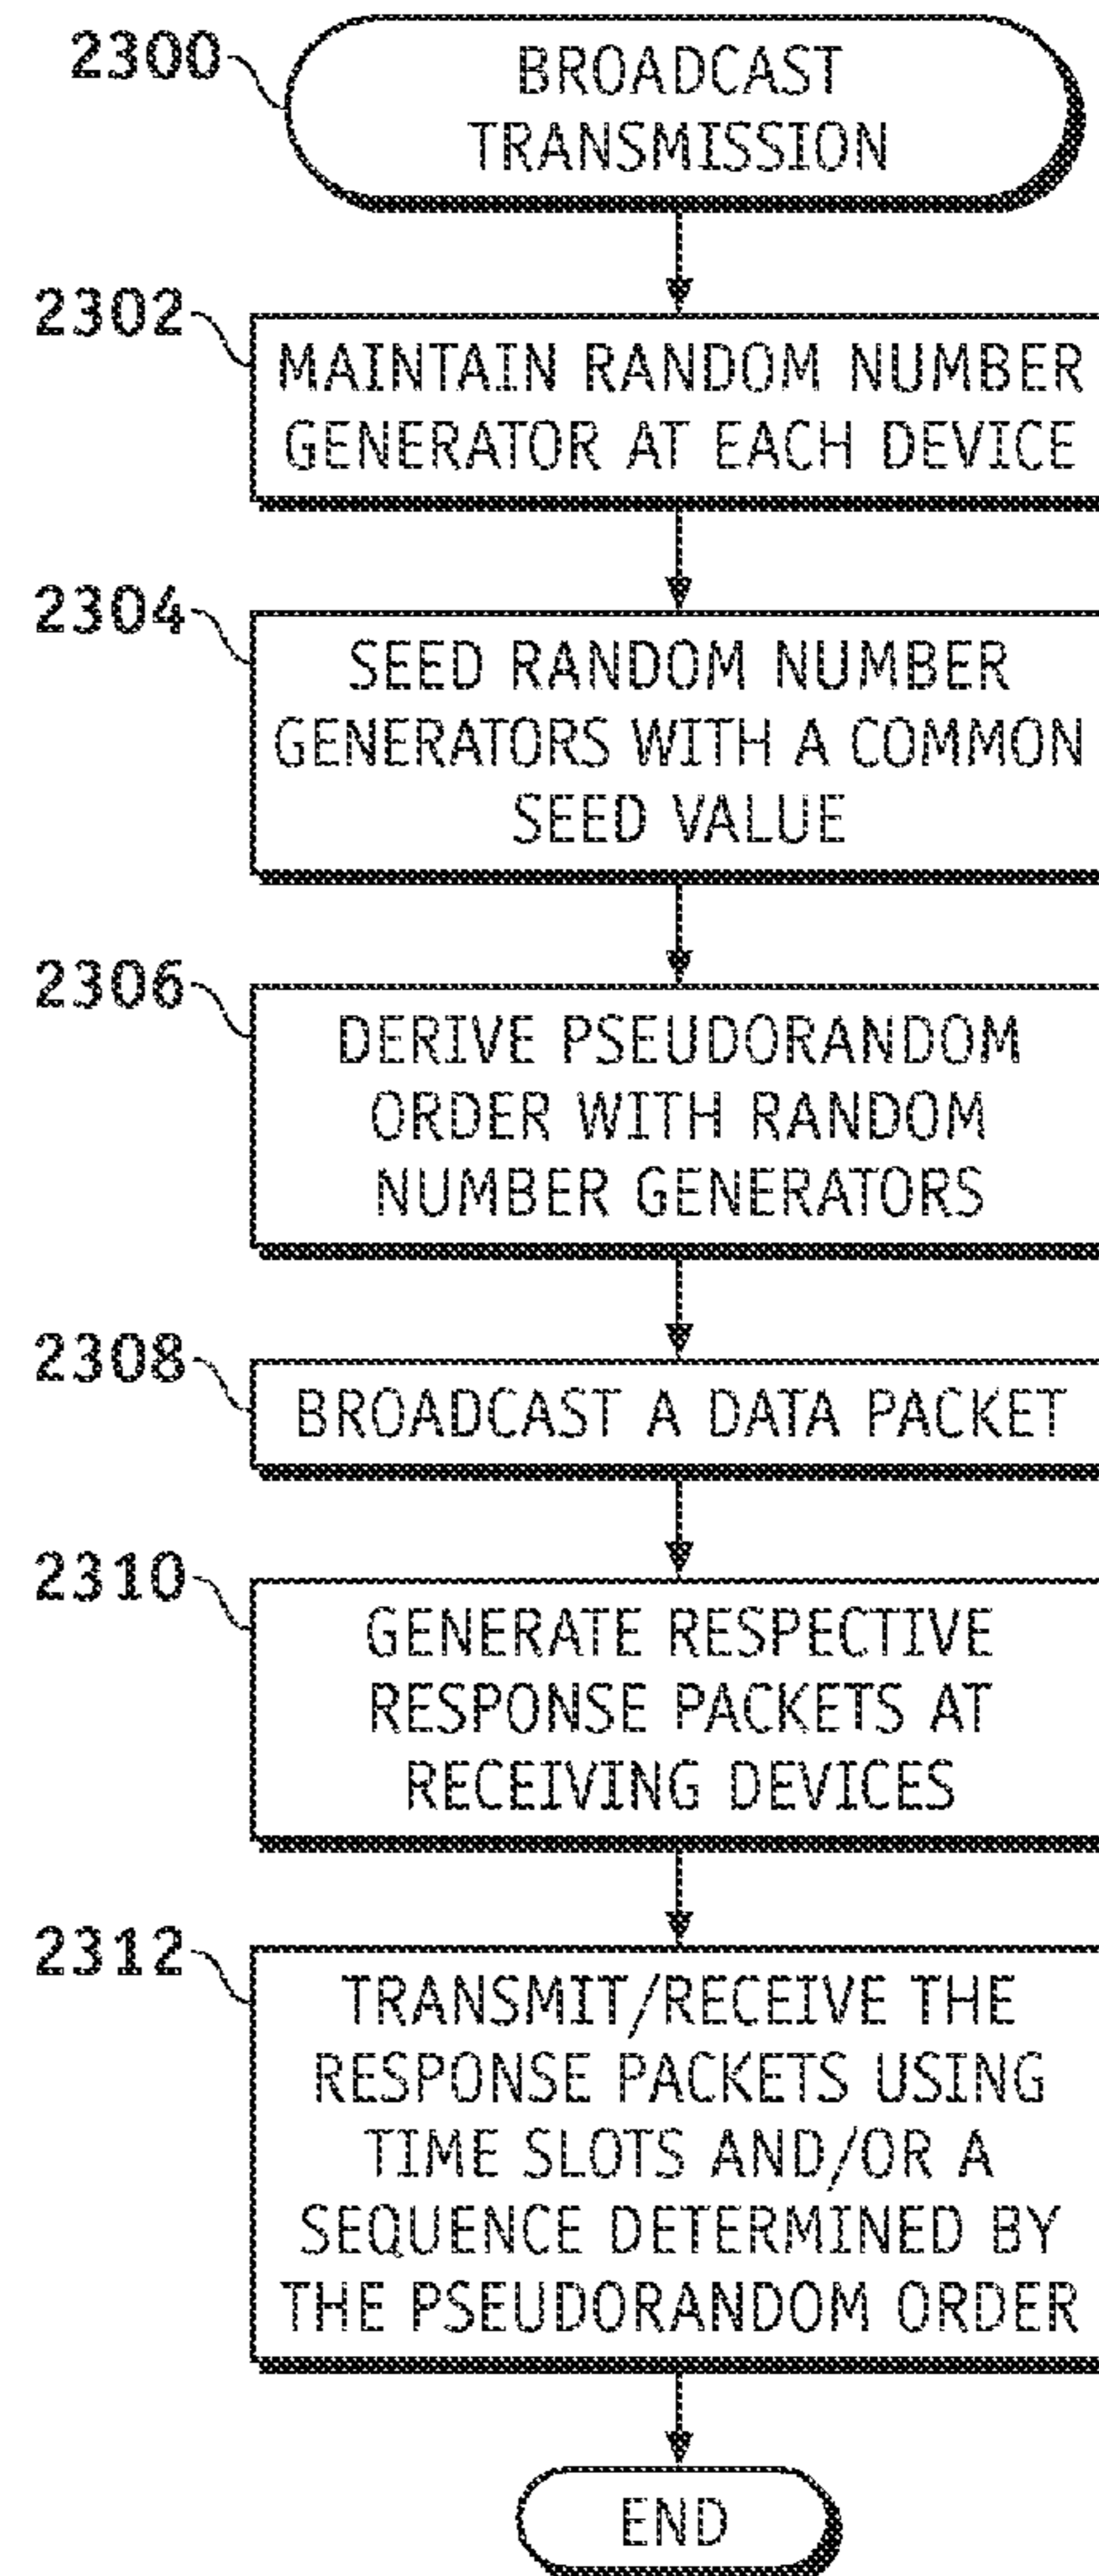 2300
BROADCAST
TRANSMISSION
2302
MAINTAIN RANDOM NUMBER
GENERATOR AT EACH DEVICE
2304
SEED RANDOM NUMBER
GENERATORS WITH A COMMON
SEED VALUE
2306
DERIVE PSEUDORANDOM
ORDER WITH RANDOM
NUMBER GENERATORS
2308
BROADCAST A DATA PACKET
2310
GENERATE RESPECTIVE
RESPONSE PACKETS AT
RECEIVING DEVICES
2312
TRANSMIT/RECEIVE THE
RESPONSE PACKETS USING
TIME SLOTS AND/OR A
SEQUENCE DETERMINED BY
THE PSEUDORANDOM ORDER
END